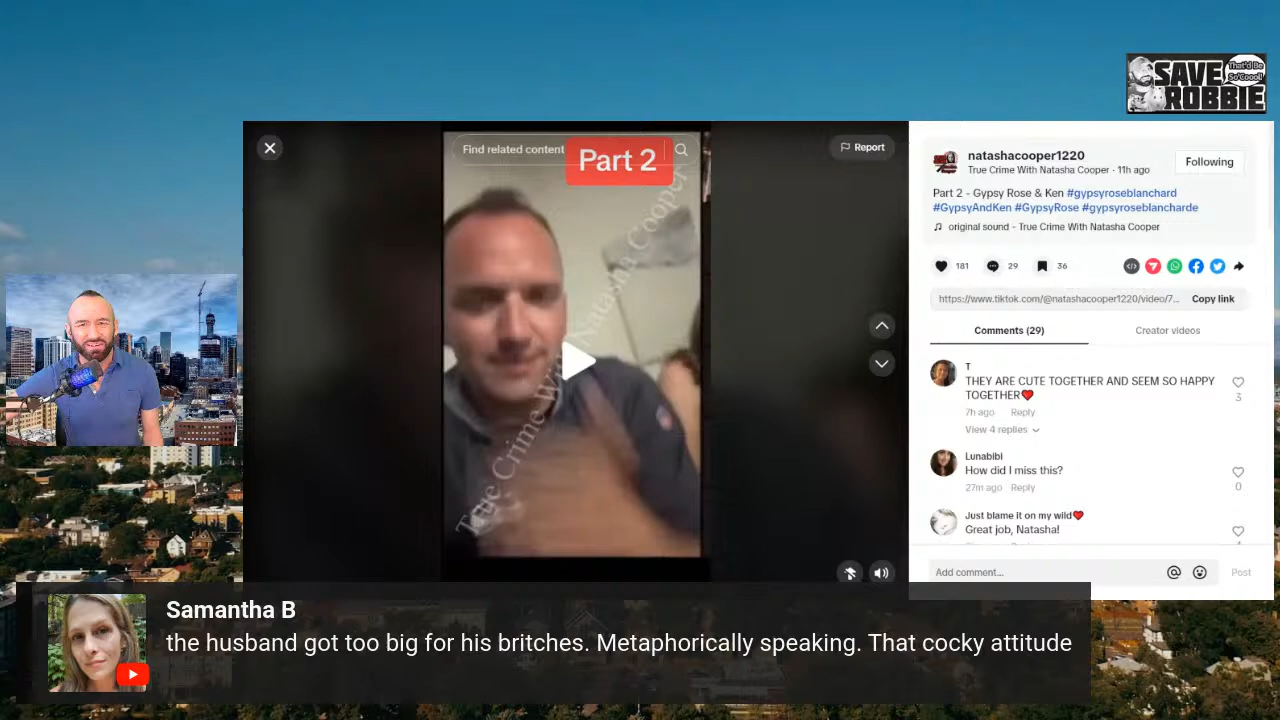 SAVE
ROBBIE
That'd Be
So Cool!
Find related content
Part 2
Report
True Crime With Natasha Cooper
natashacooper1220
True Crime With Natasha Cooper · 11h ago
Following
Part 2 - Gypsy Rose & Ken #gypsyroseblanchard
#GypsyAndKen #GypsyRose #gypsyroseblancharde
original sound - True Crime With Natasha Cooper
181
29
36
https://www.tiktok.com/@natashacooper1220/video/7...
Copy link
Comments (29)
Creator videos
T
THEY ARE CUTE TOGETHER AND SEEM SO HAPPY
TOGETHER❤️
3
7h ago Reply
View 4 replies
Lunabibi
How did I miss this?
0
27m ago Reply
Just blame it on my wild❤️
Great job, Natasha!
Add comment...
Post
Samantha B
the husband got too big for his britches. Metaphorically speaking. That cocky attitude